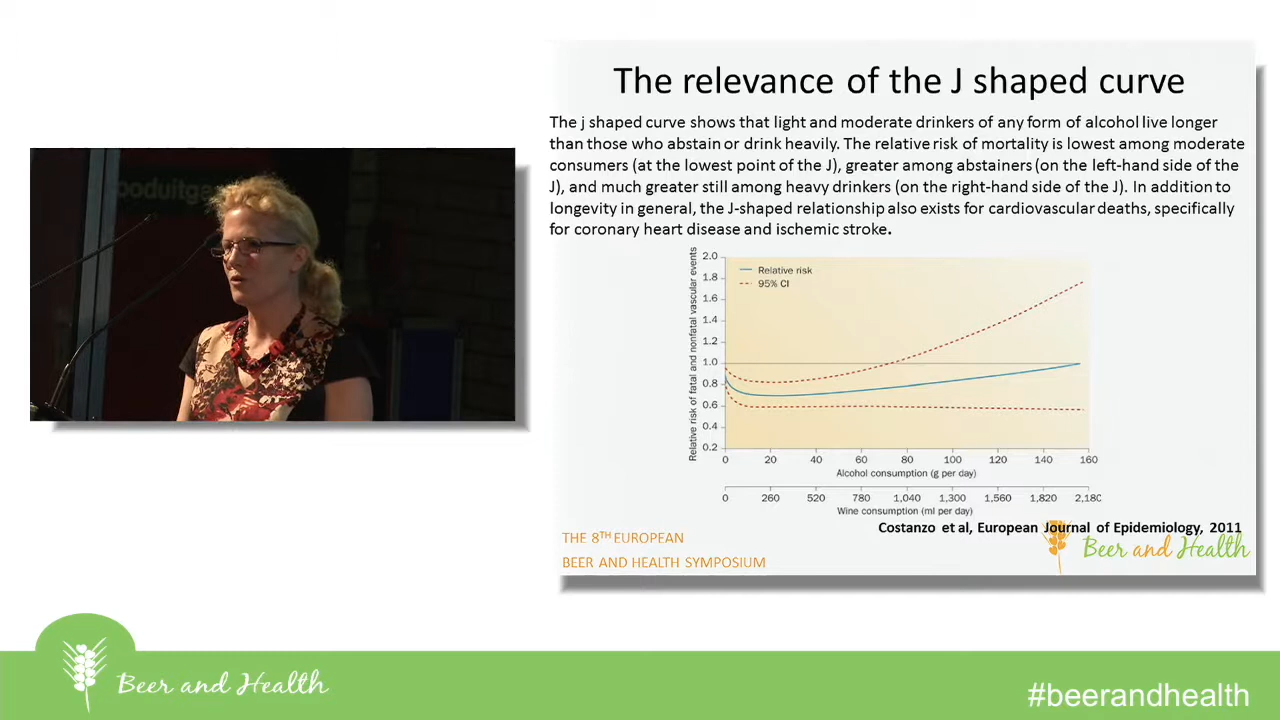 The relevance of the J shaped curve
The j shaped curve shows that light and moderate drinkers of any form of alcohol live longer
than those who abstain or drink heavily. The relative risk of mortality is lowest among moderate
consumers (at the lowest point of the J), greater among abstainers (on the left-hand side of the
J), and much greater still among heavy drinkers (on the right-hand side of the J). In addition to
longevity in general, the J-shaped relationship also exists for cardiovascular deaths, specifically
for coronary heart disease and ischemic stroke.
Relative risk of fatal and nonfatal vascular events
2.0
1.8
1.6
1.4
1.2
1.0
0.8
0.6
0.4
0.2
Relative risk
95% CI
0 20 40 60 80 100 120 140 160
Alcohol consumption (g per day)
0 260 520 780 1,040 1,300 1,560 1,820 2,180
Wine consumption (ml per day)
Costanzo et al, European Journal of Epidemiology, 2011
THE 8TH EUROPEAN
BEER AND HEALTH SYMPOSIUM
Beer and Health
Beer and Health
#beerandhealth